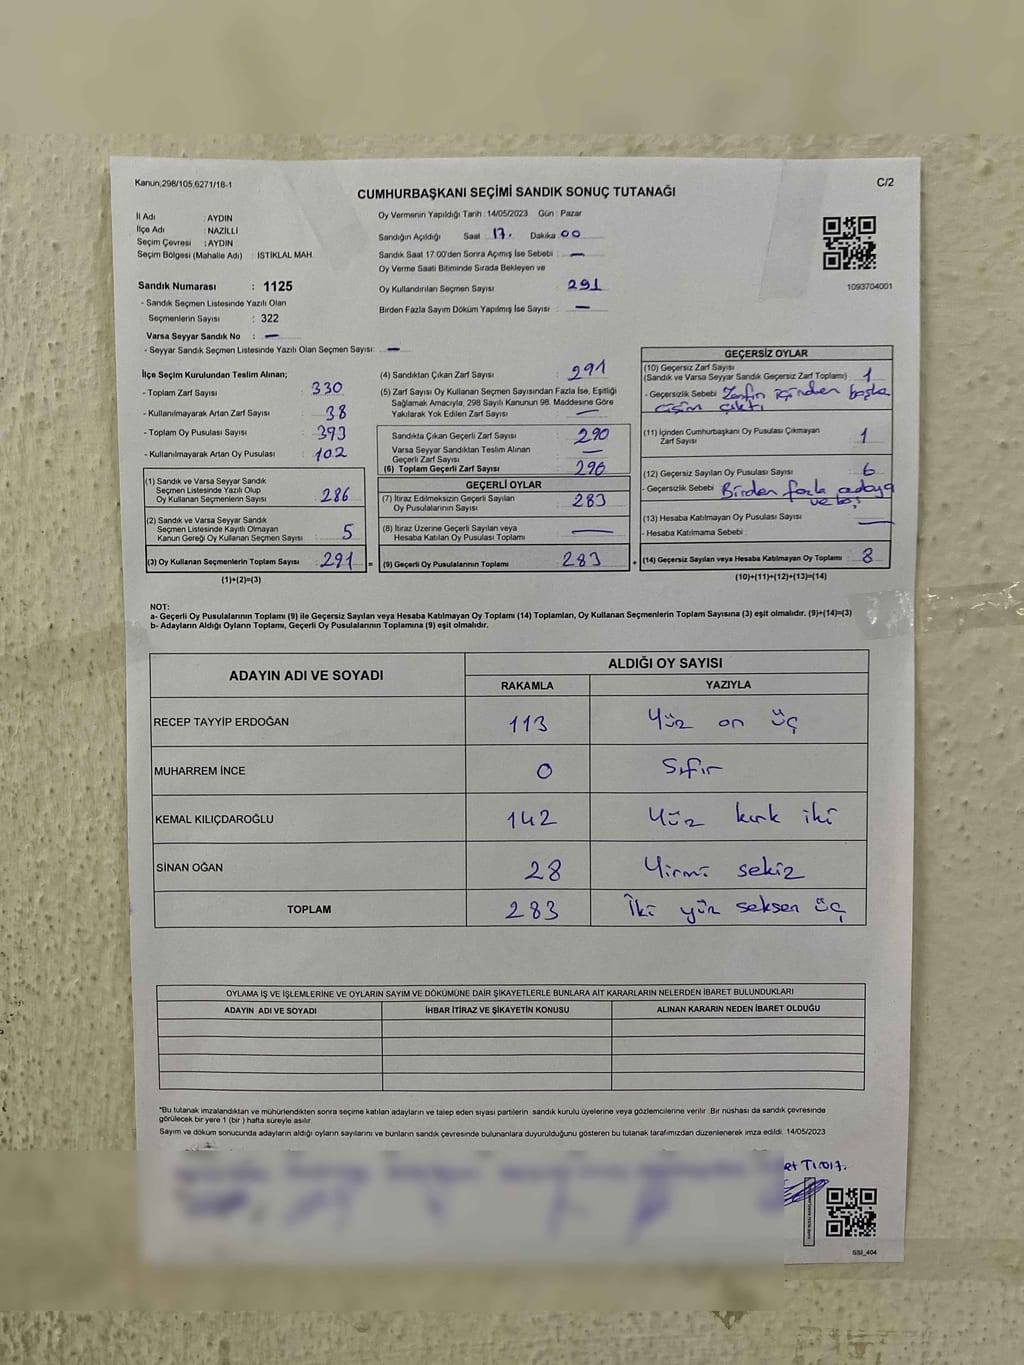 Kanun;298/105,6271/18-1
C/2
CUMHURBAŞKANI SEÇİMİ SANDIK SONUÇ TUTANAĞI
İl Adı : AYDIN
İlçe Adı : NAZİLLİ
Seçim Çevresi : AYDIN
Seçim Bölgesi (Mahalle Adı) İSTİKLAL MAH.
Sandık Numarası : 1125
- Sandık Seçmen Listesinde Yazılı Olan
Seçmenlerin Sayısı : 322
Varsa Seyyar Sandık No : —
- Seyyar Sandık Seçmen Listesinde Yazılı Olan Seçmen Sayısı: —
Oy Vermenin Yapıldığı Tarih : 14/05/2023 Gün : Pazar
Sandığın Açıldığı Saat 17. Dakika 00
Sandık Saat 17:00'den Sonra Açımış İse Sebebi : —
Oy Verme Saati Bitiminde Sırada Bekleyen ve
Oy Kullandırılan Seçmen Sayısı : 291
Birden Fazla Sayım Döküm Yapılmış İse Sayısı : —
1093704001
İlçe Seçim Kurulundan Teslim Alınan;
- Toplam Zarf Sayısı : 330
- Kullanılmayarak Artan Zarf Sayısı : 38
- Toplam Oy Pusulası Sayısı : 393
- Kullanılmayarak Artan Oy Pusulası : 102
(1) Sandık ve Varsa Seyyar Sandık
Seçmen Listesinde Yazılı Olup
Oy Kullanan Seçmenlerin Sayısı : 286
(2) Sandık ve Varsa Seyyar Sandık
Seçmen Listesinde Kayıtlı Olmayan
Kanun Gereği Oy Kullanan Seçmen Sayısı : 5
(3) Oy Kullanan Seçmenlerin Toplam Sayısı : 291 =
(1)+(2)=(3)
(4) Sandıktan Çıkan Zarf Sayısı : 291
(5) Zarf Sayısı Oy Kullanan Seçmen Sayısından Fazla İse, Eşitliği
Sağlamak Amacıyla, 298 Sayılı Kanunun 98. Maddesine Göre
Yakılarak Yok Edilen Zarf Sayısı : —
Sandıkta Çıkan Geçerli Zarf Sayısı : 290
Varsa Seyyar Sandıktan Teslim Alınan
Geçerli Zarf Sayısı : —
(6) Toplam Geçerli Zarf Sayısı : 290
GEÇERLİ OYLAR
(7) İtiraz Edilmeksizin Geçerli Sayılan
Oy Pusulalarının Sayısı : 283
(8) İtiraz Üzerine Geçerli Sayılan veya
Hesaba Katılan Oy Pusulası Toplamı : —
(9) Geçerli Oy Pusulalarının Toplamı : 283 +
GEÇERSİZ OYLAR
(10) Geçersiz Zarf Sayısı
(Sandık ve Varsa Seyyar Sandık Geçersiz Zarf Toplamı) : 1
- Geçersizlik Sebebi : Zarfın içinden başka
cisim çıktı
(11) İçinden Cumhurbaşkanı Oy Pusulası Çıkmayan
Zarf Sayısı : 1
(12) Geçersiz Sayılan Oy Pusulası Sayısı : 6
- Geçersizlik Sebebi : Birden fazla adaya
ve boş
(13) Hesaba Katılmayan Oy Pusulası Sayısı : —
- Hesaba Katılmama Sebebi :
(14) Geçersiz Sayılan veya Hesaba Katılmayan Oy Toplamı : 8
(10)+(11)+(12)+(13)=(14)
NOT:
a- Geçerli Oy Pusulalarının Toplamı (9) ile Geçersiz Sayılan veya Hesaba Katılmayan Oy Toplamı (14) Toplamları, Oy Kullanan Seçmenlerin Toplam Sayısına (3) eşit olmalıdır. (9)+(14)=(3)
b- Adayların Aldığı Oyların Toplamı, Geçerli Oy Pusulalarının Toplamına (9) eşit olmalıdır.
ADAYIN ADI VE SOYADI ALDIĞI OY SAYISI
RAKAMLA YAZIYLA
RECEP TAYYİP ERDOĞAN 113 Yüz on üç
MUHARREM İNCE 0 Sıfır
KEMAL KILIÇDAROĞLU 142 Yüz kırk iki
SİNAN OĞAN 28 Yirmi sekiz
TOPLAM 283 İki yüz seksen üç
OYLAMA İŞ VE İŞLEMLERİNE VE OYLARIN SAYIM VE DÖKÜMÜNE DAİR ŞİKAYETLERLE BUNLARA AİT KARARLARIN NELERDEN İBARET BULUNDUKLARI
ADAYIN ADI VE SOYADI İHBAR İTİRAZ VE ŞİKAYETİN KONUSU ALINAN KARARIN NEDEN İBARET OLDUĞU
*Bu tutanak imzalandıktan ve mühürlendikten sonra seçime katılan adayların ve talep eden siyasi partilerin sandık kurulu üyelerine veya gözlemcilerine verilir. Bir nüshası da sandık çevresinde
görülecek bir yere 1 (bir ) hafta süreyle asılır.
Sayım ve döküm sonucunda adayların aldığı oyların sayılarını ve bunların sandık çevresinde bulunanlara duyurulduğunu gösteren bu tutanak tarafımızdan düzenlenerek imza edildi. 14/05/2023
SSI_404